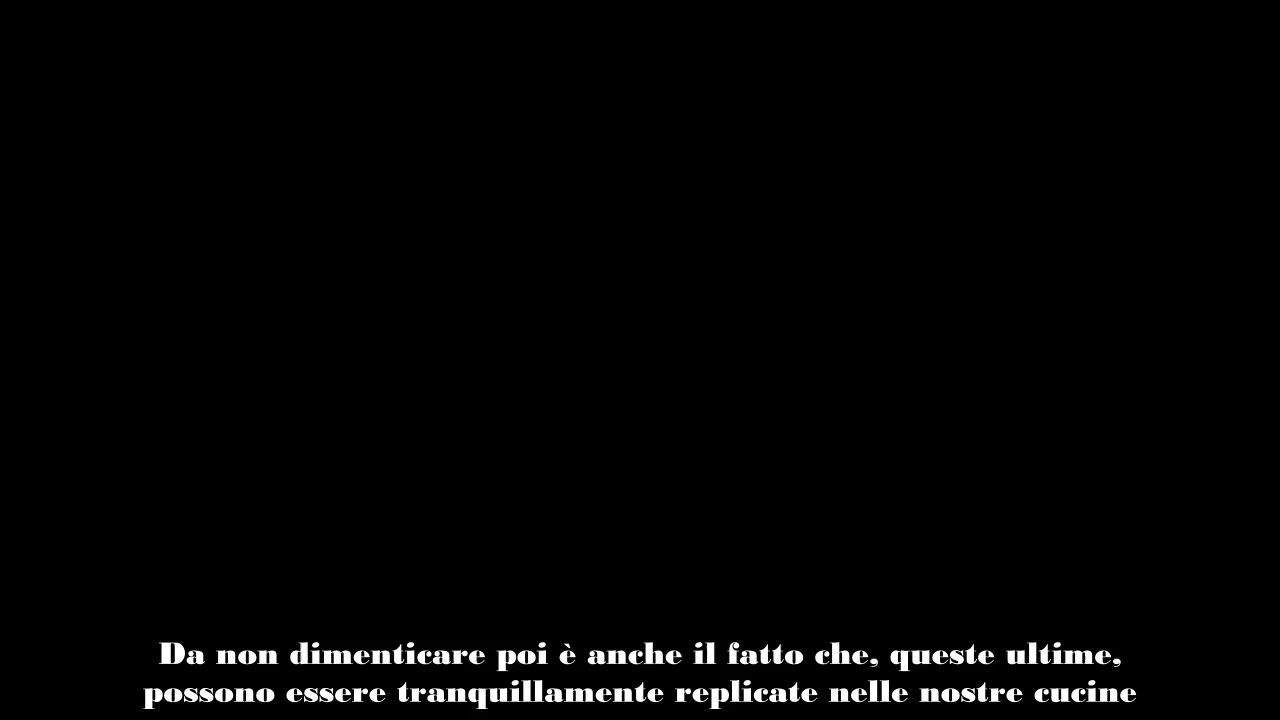 Da non dimenticare poi è anche il fatto che, queste ultime,
possono essere tranquillamente replicate nelle nostre cucine